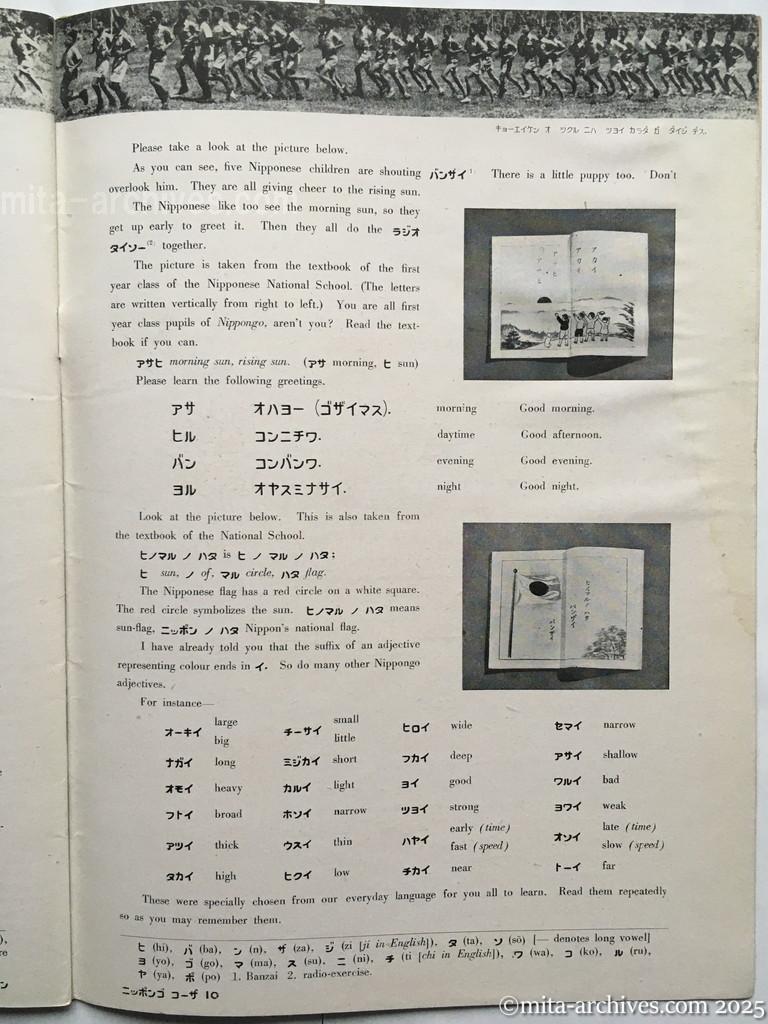 キョーエイケン オ ツクル ニハ ツヨイ カラダ ガ ダイジ デス.
Please take a look at the picture below.
As you can see, five Nipponese children are shouting バンザイ¹ There is a little puppy too. Don't
overlook him. They are all giving cheer to the rising sun.
The Nipponese like too see the morning sun, so they
get up early to greet it. Then they all do the ラジオ
タイソー⁽²⁾ together.
The picture is taken from the textbook of the first
year class of the Nipponese National School. (The letters
are written vertically from right to left.) You are all first
year class pupils of Nippongo, aren't you? Read the text-
book if you can.
アサヒ morning sun, rising sun. (アサ morning, ヒ sun)
Please learn the following greetings.
アカイ
アカイ
アサヒ
アサヒ
アサ オハヨー (ゴザイマス). morning Good morning.
ヒル コンニチワ. daytime Good afternoon.
バン コンバンワ. evening Good evening.
ヨル オヤスミナサイ. night Good night.
Look at the picture below. This is also taken from
the textbook of the National School.
ヒノマル ノ ハタ is ヒ ノ マル ノ ハタ;
ヒ sun, ノ of, マル circle, ハタ flag.
The Nipponese flag has a red circle on a white square.
The red circle symbolizes the sun. ヒノマル ノ ハタ means
sun-flag, ニッポン ノ ハタ Nippon's national flag.
I have already told you that the suffix of an adjective
representing colour ends in イ. So do many other Nippongo
adjectives.
ヒノマル ノ ハタ
バンザイ
バンザイ
For instance—
オーキイ large big チーサイ small little ヒロイ wide セマイ narrow
ナガイ long ミジカイ short フカイ deep アサイ shallow
オモイ heavy カルイ light ヨイ good ワルイ bad
フトイ broad ホソイ narrow ツヨイ strong ヨワイ weak
アツイ thick ウスイ thin ハヤイ early (time) fast (speed) オソイ late (time) slow (speed)
タカイ high ヒクイ low チカイ near トーイ far
These were specially chosen from our everyday language for you all to learn. Read them repeatedly
so as you may remember them.
ヒ (hi), バ (ba), ン (n), ザ (za), ジ (zi [ji in English]), タ (ta), ソ (sō) [— denotes long vowel]
ヨ (yo), ゴ (go), マ (ma), ス (su), ニ (ni), チ (ti [chi in English]), ワ (wa), コ (ko), ル (ru),
ヤ (ya), ポ (po) 1. Banzai 2. radio-exercise.
ニッポンゴ コーザ 10
mita-archives.com
©mita-archives.com 2025